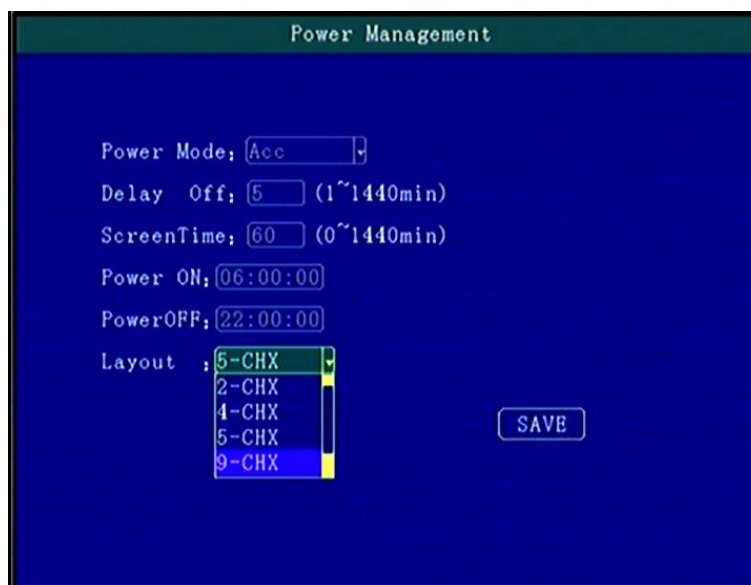 Power Management
Power Mode: Acc
Delay Off: 5 (1~1440min)
ScreenTime: 60 (0~1440min)
Power ON: 06:00:00
PowerOFF: 22:00:00
Layout : 5-CHX
2-CHX
4-CHX
5-CHX
9-CHX
SAVE